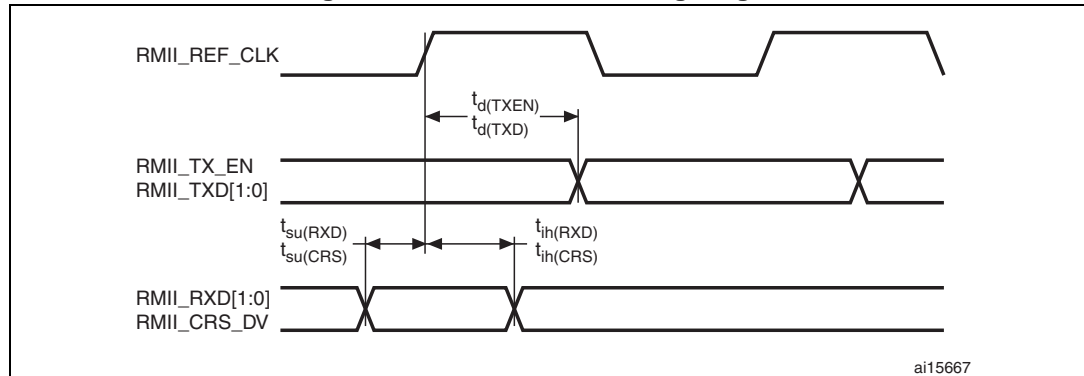 RMII_REF_CLK
td(TXEN)
td(TXD)
RMII_TX_EN
RMII_TXD[1:0]
tsu(RXD)
tsu(CRS)
tih(RXD)
tih(CRS)
RMII_RXD[1:0]
RMII_CRS_DV
ai15667